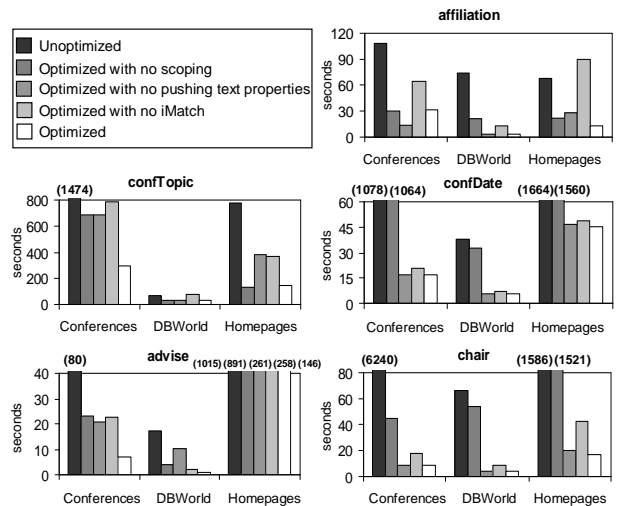 affiliation
Unoptimized
Optimized with no scoping
Optimized with no pushing text properties
Optimized with no iMatch
Optimized
seconds
120
90
60
30
0
Conferences DBWorld Homepages
confTopic
(1474)
seconds
800
600
400
200
0
Conferences DBWorld Homepages
confDate
(1078) (1064) (1664) (1560)
seconds
60
45
30
15
0
Conferences DBWorld Homepages
advise
(80) (1015) (891) (261) (258) (146)
seconds
40
30
20
10
0
Conferences DBWorld Homepages
chair
(6240) (1586) (1521)
seconds
80
60
40
20
0
Conferences DBWorld Homepages